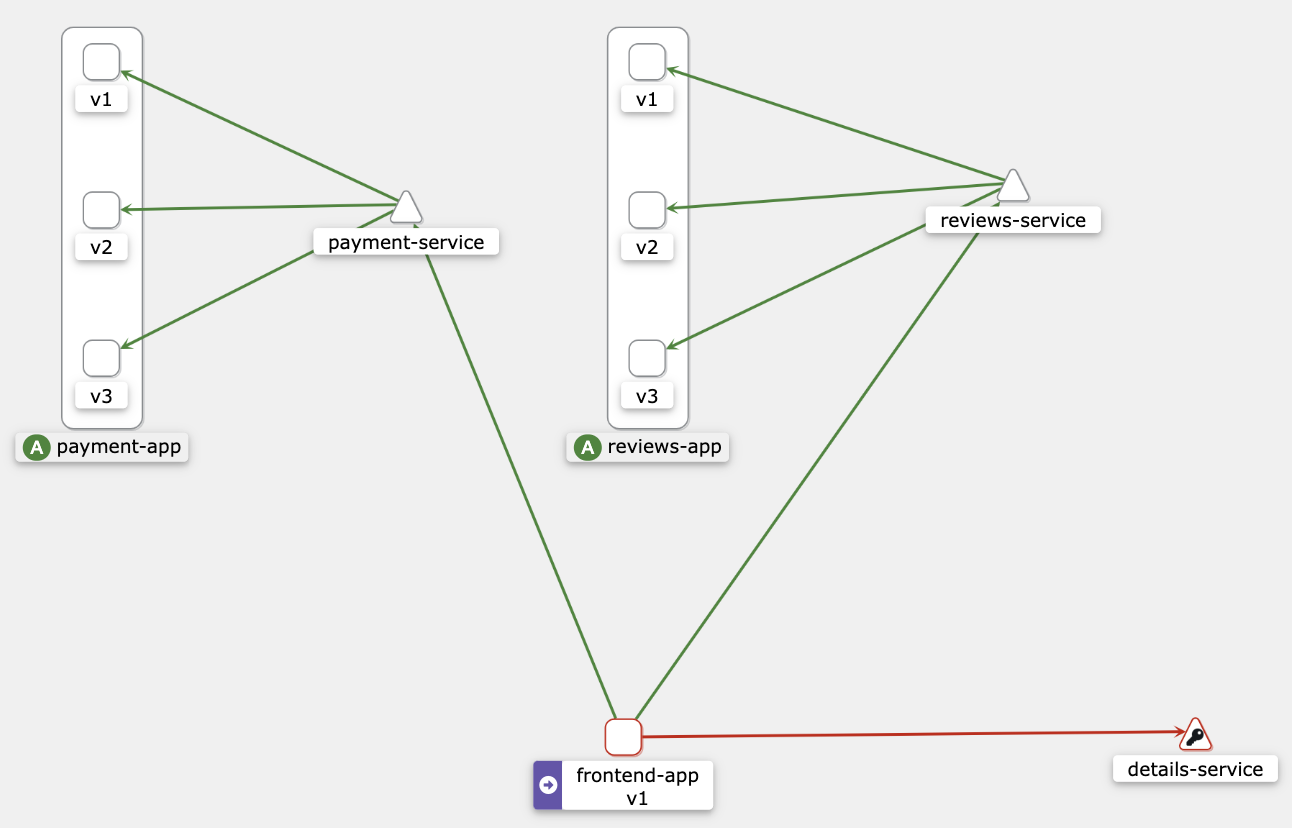 v1
v2
v3
A payment-app
payment-service
v1
v2
v3
A reviews-app
reviews-service
frontend-app
v1
details-service